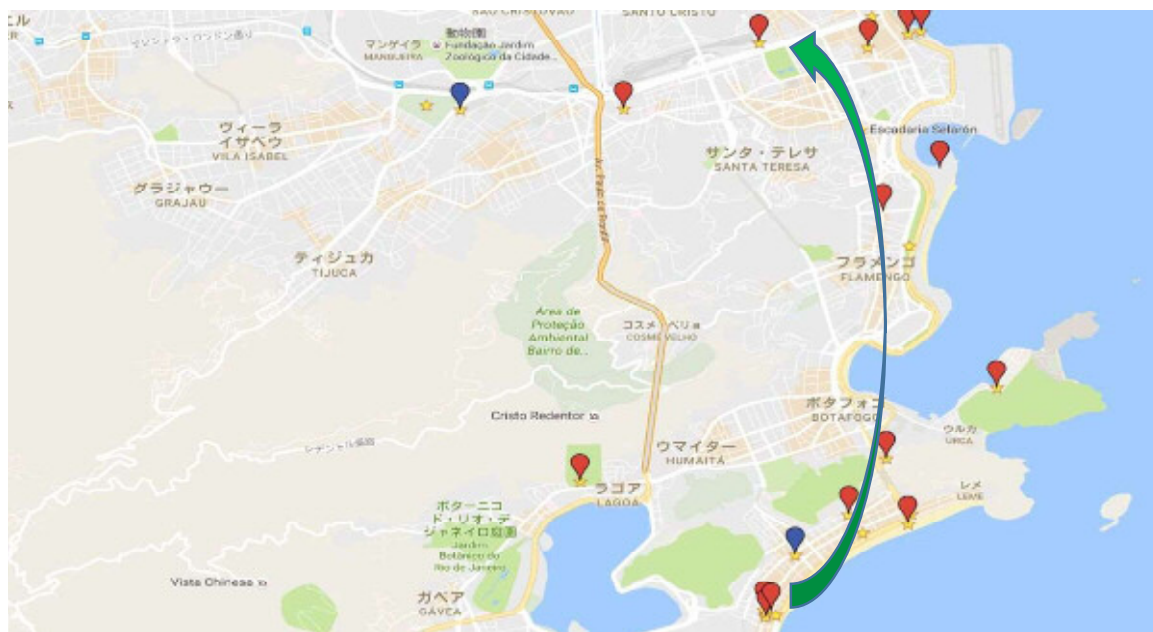 ヒル
SÃO CRISTÓVÃO
SANTO CRISTO
動物園
マンゲイラ
Fundação Jardim
MANGUEIRA
Zoológico da Cidade...
Escadaria Selarón
ヴィーラ
イザベウ
VILA ISABEL
サンタ・テレサ
SANTA TERESA
グラジャウー
GRAJAÚ
ティジュカ
TIJUCA
フラメンゴ
FLAMENGO
Área de
Proteção
Ambiental
Bairro de...
コスメ・ベリョ
COSME VELHO
ボタフォゴ
BOTAFOGO
Cristo Redentor
ウルカ
URCA
ウマイター
HUMAITÁ
ラゴア
LAGOA
レメ
LEME
ボターニコ
ド・リオ・デ
ジャネイロ庭園
Jardim
Botânico do
Rio de Janeiro
Vista Chinesa
ガベア
GÁVEA